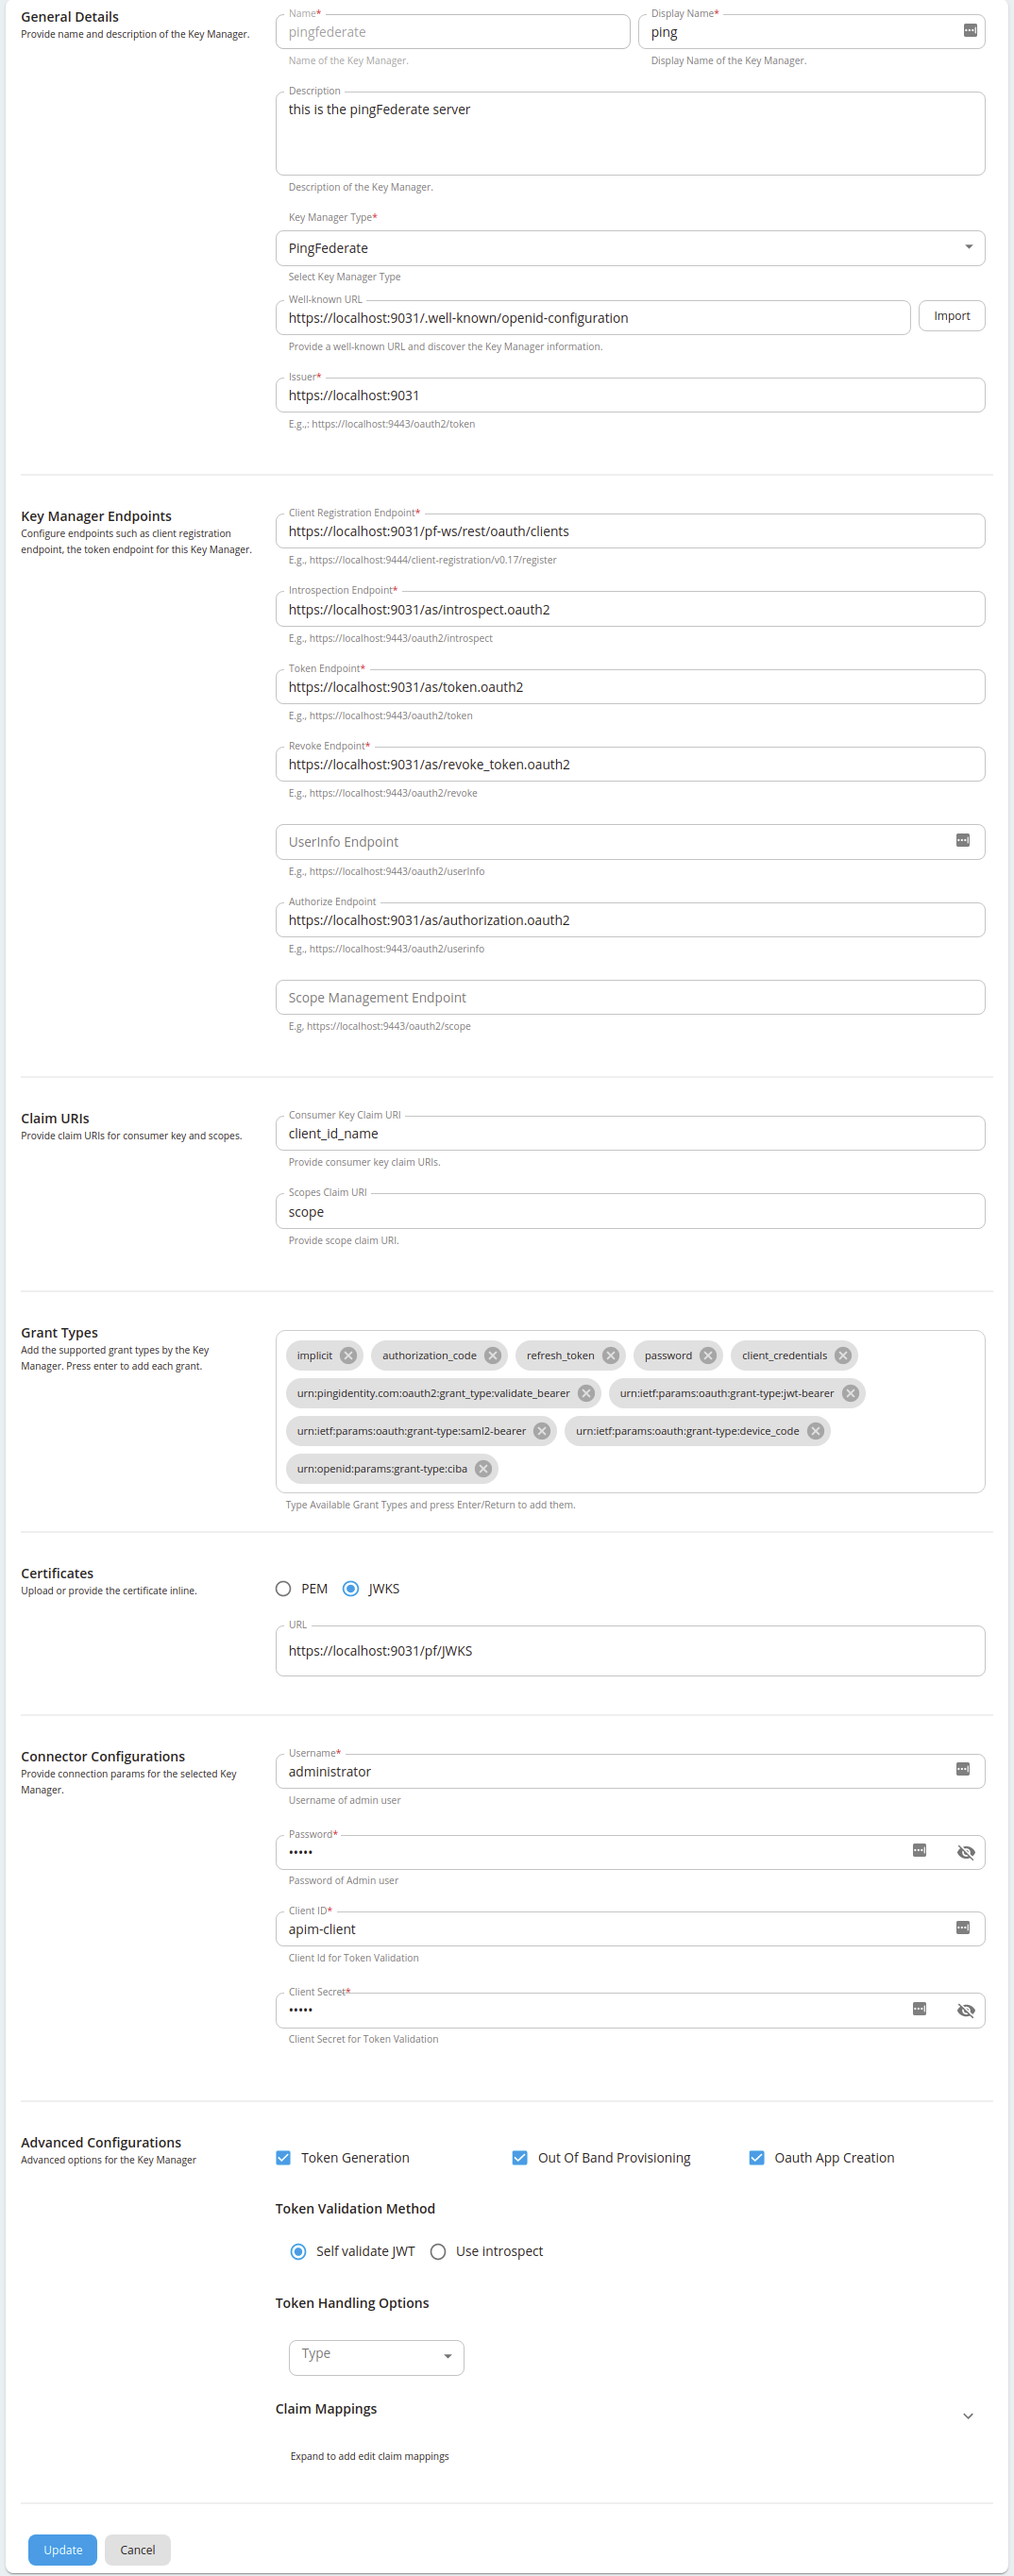 General Details
Provide name and description of the Key Manager.
Name*
pingfederate
Name of the Key Manager.
Display Name*
ping
Display Name of the Key Manager.
Description
this is the pingFederate server
Description of the Key Manager.
Key Manager Type*
PingFederate
Select Key Manager Type
Well-known URL
https://localhost:9031/.well-known/openid-configuration
Import
Provide a well-known URL and discover the Key Manager information.
Issuer*
https://localhost:9031
E.g.,: https://localhost:9443/oauth2/token
Key Manager Endpoints
Configure endpoints such as client registration
endpoint, the token endpoint for this Key Manager.
Client Registration Endpoint*
https://localhost:9031/pf-ws/rest/oauth/clients
E.g., https://localhost:9444/client-registration/v0.17/register
Introspection Endpoint*
https://localhost:9031/as/introspect.oauth2
E.g., https://localhost:9443/oauth2/introspect
Token Endpoint*
https://localhost:9031/as/token.oauth2
E.g., https://localhost:9443/oauth2/token
Revoke Endpoint*
https://localhost:9031/as/revoke_token.oauth2
E.g., https://localhost:9443/oauth2/revoke
UserInfo Endpoint
E.g., https://localhost:9443/oauth2/userInfo
Authorize Endpoint
https://localhost:9031/as/authorization.oauth2
E.g., https://localhost:9443/oauth2/userinfo
Scope Management Endpoint
E.g, https://localhost:9443/oauth2/scope
Claim URIs
Provide claim URIs for consumer key and scopes.
Consumer Key Claim URI
client_id_name
Provide consumer key claim URIs.
Scopes Claim URI
scope
Provide scope claim URI.
Grant Types
Add the supported grant types by the Key
Manager. Press enter to add each grant.
implicit authorization_code refresh_token password client_credentials
urn:pingidentity.com:oauth2:grant_type:validate_bearer urn:ietf:params:oauth:grant-type:jwt-bearer
urn:ietf:params:oauth:grant-type:saml2-bearer urn:ietf:params:oauth:grant-type:device_code
urn:openid:params:grant-type:ciba
Type Available Grant Types and press Enter/Return to add them.
Certificates
Upload or provide the certificate inline.
PEM JWKS
URL
https://localhost:9031/pf/JWKS
Connector Configurations
Provide connection params for the selected Key
Manager.
Username*
administrator
Username of admin user
Password*
•••••
Password of Admin user
Client ID*
apim-client
Client Id for Token Validation
Client Secret*
•••••
Client Secret for Token Validation
Advanced Configurations
Advanced options for the Key Manager
Token Generation Out Of Band Provisioning Oauth App Creation
Token Validation Method
Self validate JWT Use introspect
Token Handling Options
Type
Claim Mappings
Expand to add edit claim mappings
Update Cancel